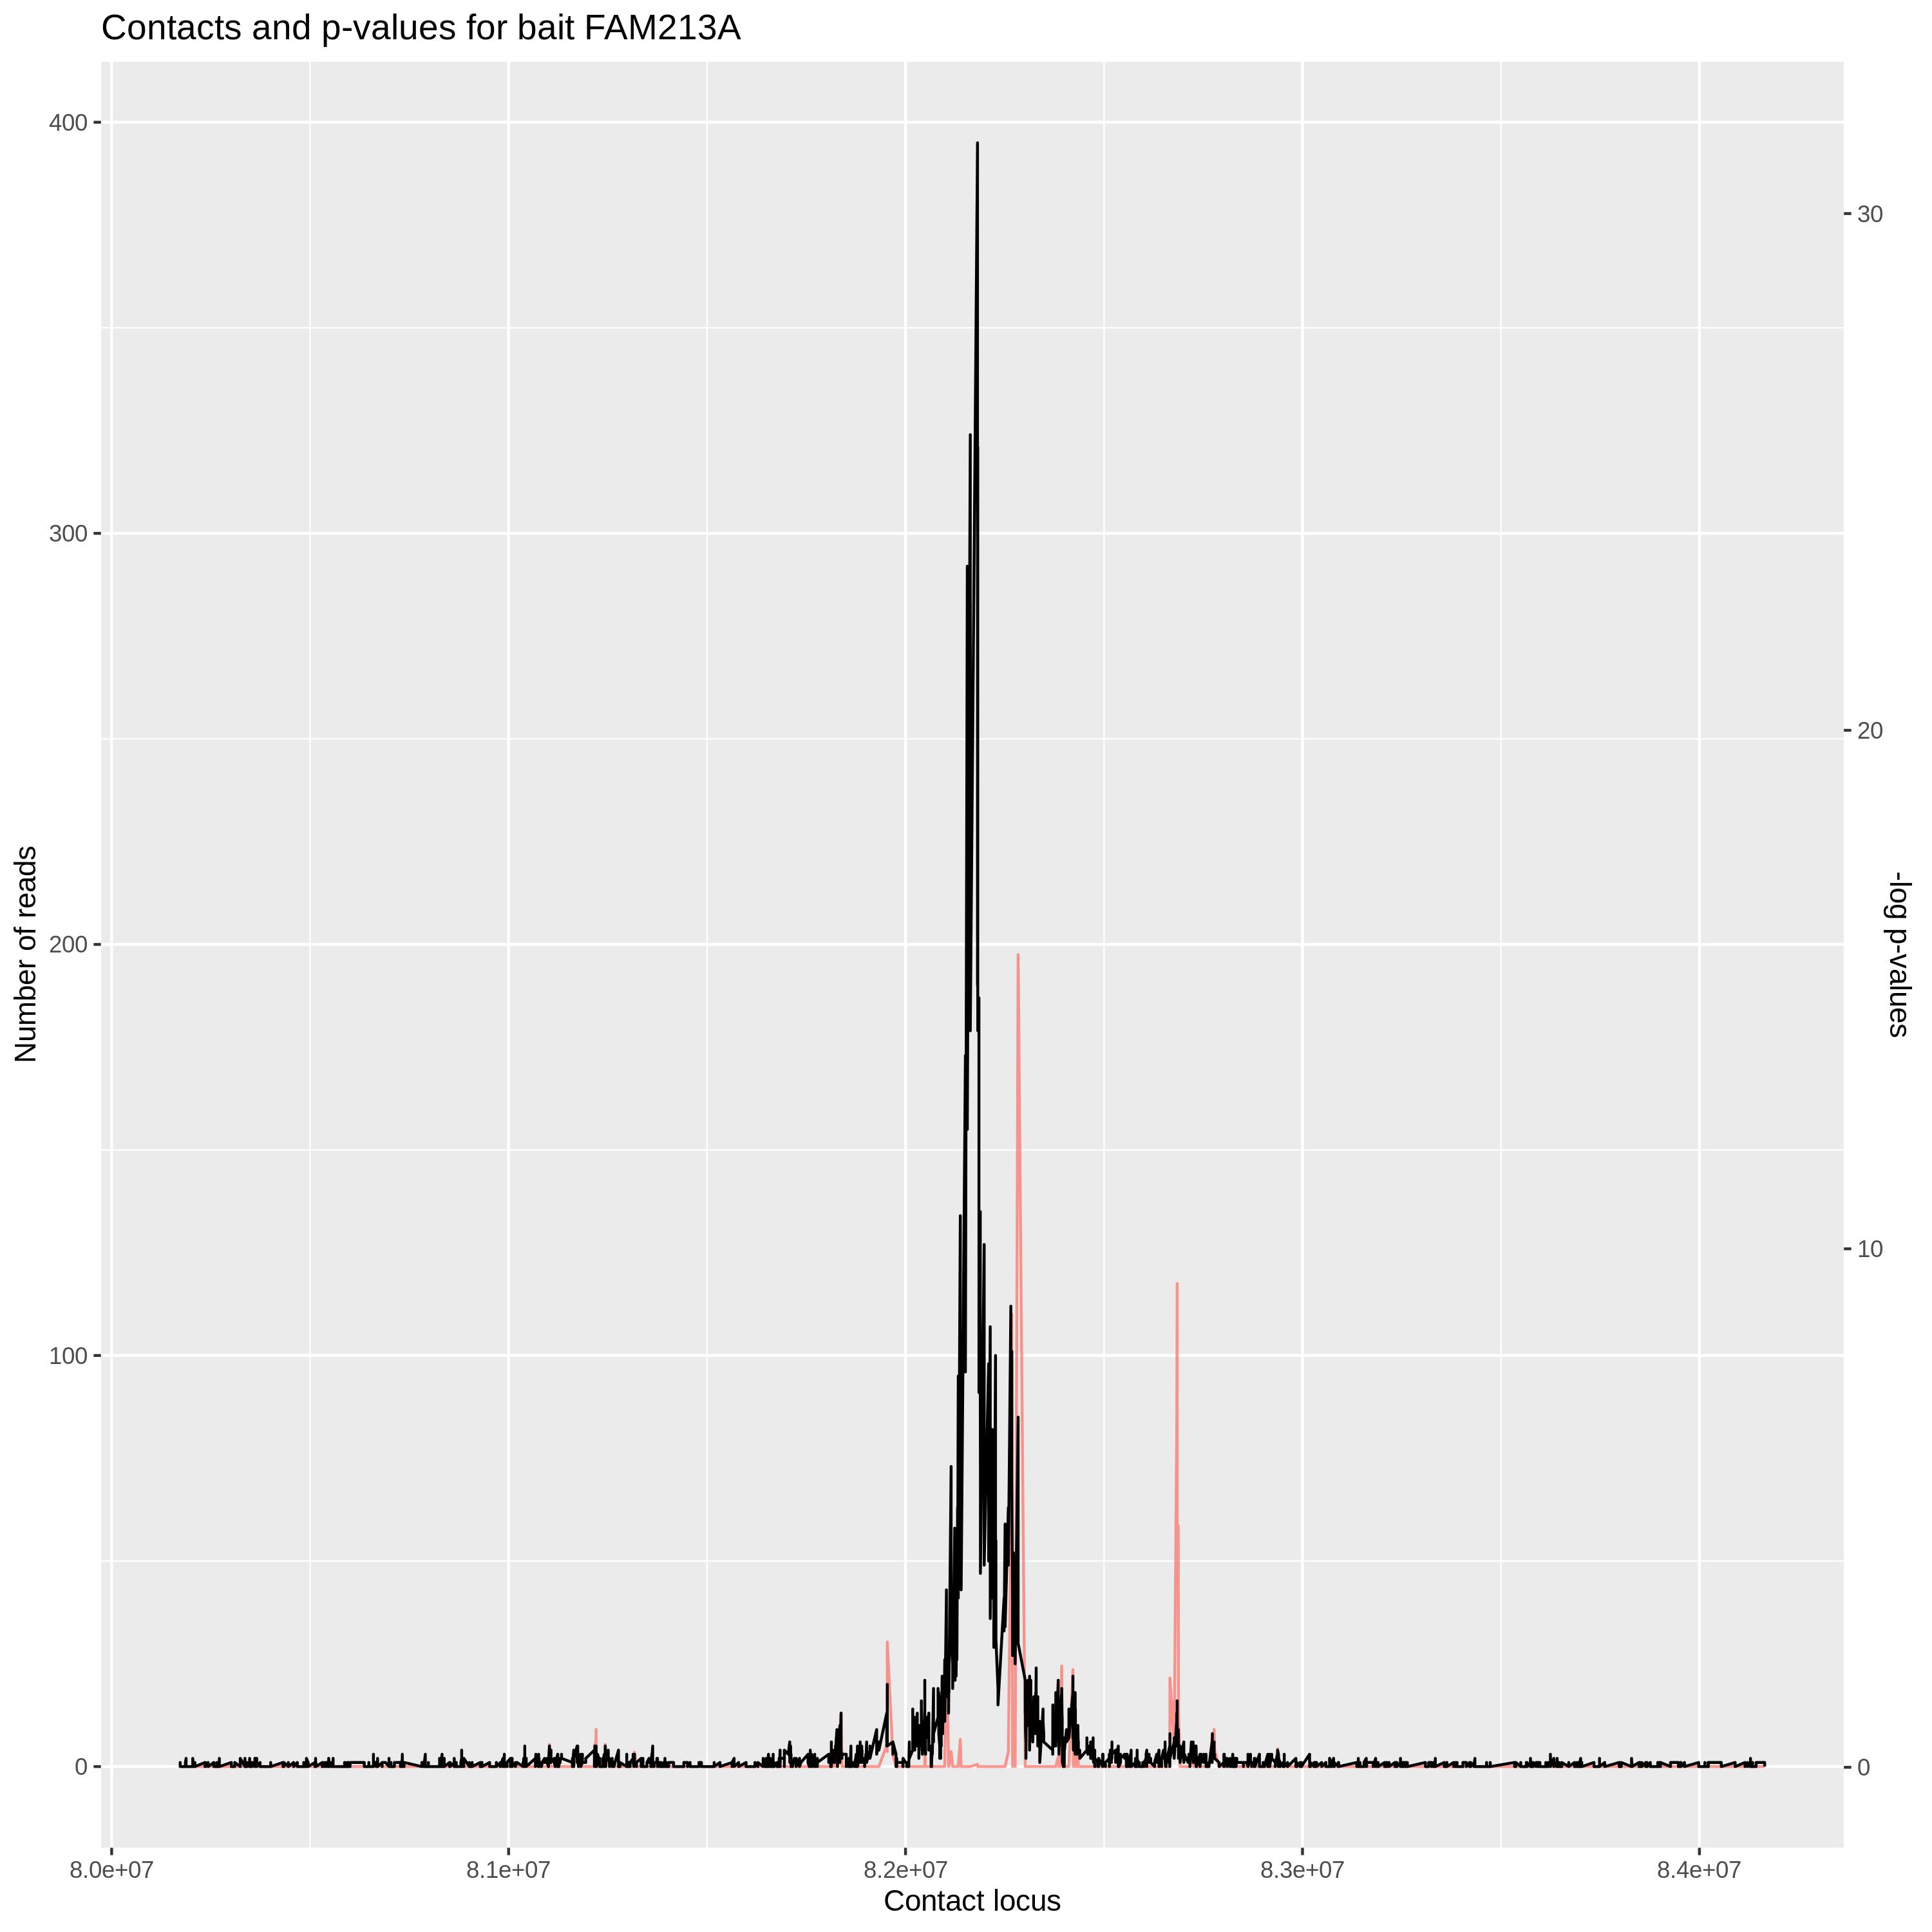 Contacts and p-values for bait FAM213A
400
300
200
100
0
30
20
10
0
Number of reads
-log p-values
8.0e+07 8.1e+07 8.2e+07 8.3e+07 8.4e+07
Contact locus